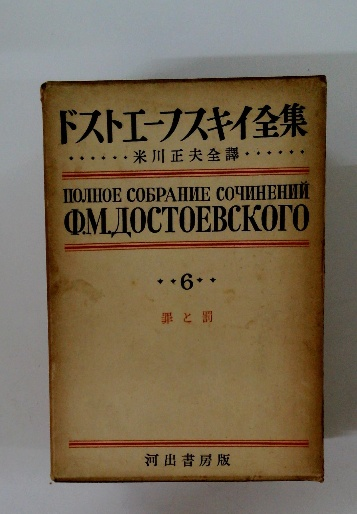 ドストエーフスキイ全集
······米川正夫全譯······
ПОЛНОЕ СОБРАНИЕ СОЧИНЕНИЙ
Ф.М.ДОСТОЕВСКОГО
··6··
罪と罰
河出書房版